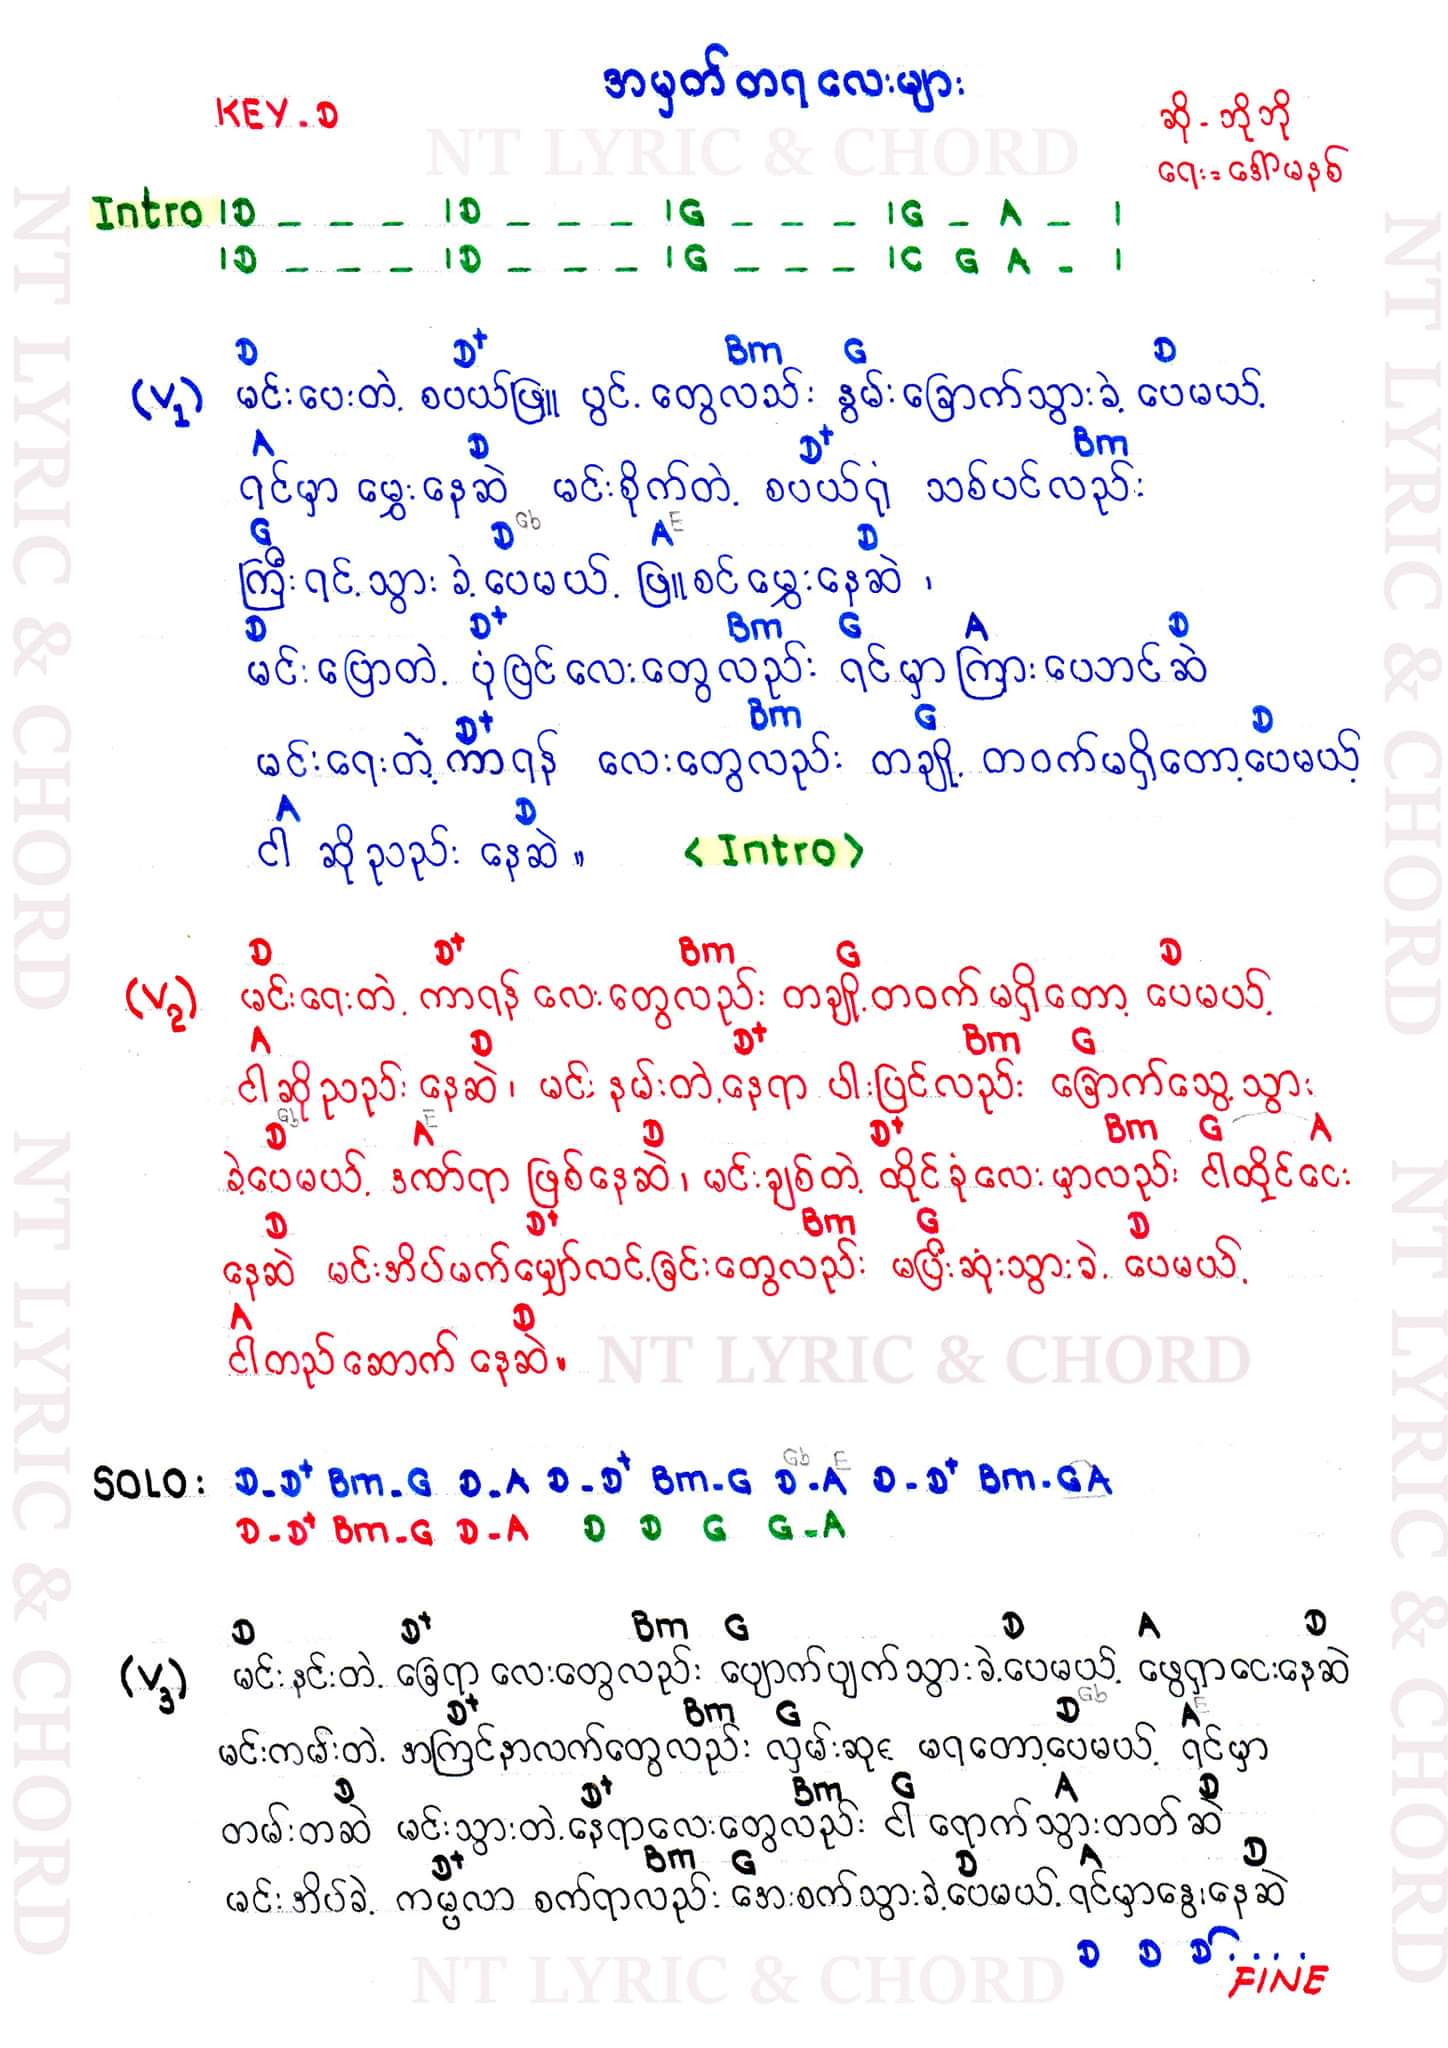 အမှတ်တရလေးများ
KEY - D
ဆို - ဘိုဘို
ရေး = ဒေါ်မနစ်
NT LYRIC & CHORD
Intro |D _ _ _ |D _ _ _ |G _ _ _ |G _ A _ |
|D _ _ _ |D _ _ _ |G _ _ _ |C G A - |
D D+ Bm G D
(V1) မင်းပေးတဲ့ စပယ်ဖြူ ပွင့်တွေလည်း နွမ်းခြောက်သွားခဲ့ပေမယ့်
A D D+ Bm
ရင်မှာ မွှေးနေဆဲ မင်းစိုက်တဲ့ စပယ်ရုံ သစ်ပင်လည်း
G D Gb A E D
ကြီးရင့်သွားခဲ့ပေမယ့် ဖြူစင်မွှေးနေဆဲ ၊
D D+ Bm G A D
မင်းပြောတဲ့ ပုံပြင်လေးတွေလည်း ရင်မှာကြားပေဘင်ဆဲ
D+ Bm G D
မင်းရေးတဲ့ ကာရန် လေးတွေလည်း တချို့ တဝက်မရှိတော့ပေမယ့်
A D
ငါ ဆိုညည်း နေဆဲ ။ <Intro>
D D+ Bm G D
(V2) မင်းရေးတဲ့ ကာရန်လေးတွေလည်း တချို့တဝက်မရှိတော့ပေမယ့်
A D D+ Bm G
ငါဆိုညည်းနေဆဲ ၊ မင်းနမ်းတဲ့နေရာ ပါးပြင်လည်း ခြောက်သွေ့သွား
D Gb A E D D+ Bm G A
ခဲ့ပေမယ့် ဒဏ်ရာ ဖြစ်နေဆဲ ၊ မင်းချစ်တဲ့ ထိုင်ခုံလေးမှာလည်း ငါထိုင်ငေး
D D+ Bm G D
နေဆဲ မင်းအိပ်မက်မျှော်လင့်ခြင်းတွေလည်း မပြီးဆုံးသွားခဲ့ပေမယ့်
A D
ငါတည်ဆောက်နေဆဲ ။
NT LYRIC & CHORD
SOLO: D-D+ Bm-G D-A D-D+ Bm-G D Gb -A E D-D+ Bm-GA
D-D+ Bm-G D-A D D G G-A
D D+ Bm G D A D
(V3) မင်းနင်းတဲ့ ခြေရာလေးတွေလည်း ပျောက်ပျက်သွားခဲ့ပေမယ့် ဖွေရှာငေးနေဆဲ
D+ Bm G D Gb A E
မင်းကမ်းတဲ့ အကြင်နာလက်တွေလည်း လှမ်းဆု မရတော့ပေမယ့် ရင်မှာ
D D+ Bm G A D
တမ်းတဆဲ မင်းသွားတဲ့နေရာလေးတွေလည်း ငါ ရောက်သွားတတ်ဆဲ
D+ Bm G D A D
မင်းအိပ်ခဲ့ ကမ္ဗလာ စက်ရာလည်း အေးစက်သွားခဲ့ပေမယ့် ရင်မှာနွေးနေဆဲ
D D D ....
FINE
NT LYRIC & CHORD
NT LYRIC & CHORD
NT LYRIC & CHORD
NT LYRIC & CHORD
NT LYRIC & CHORD